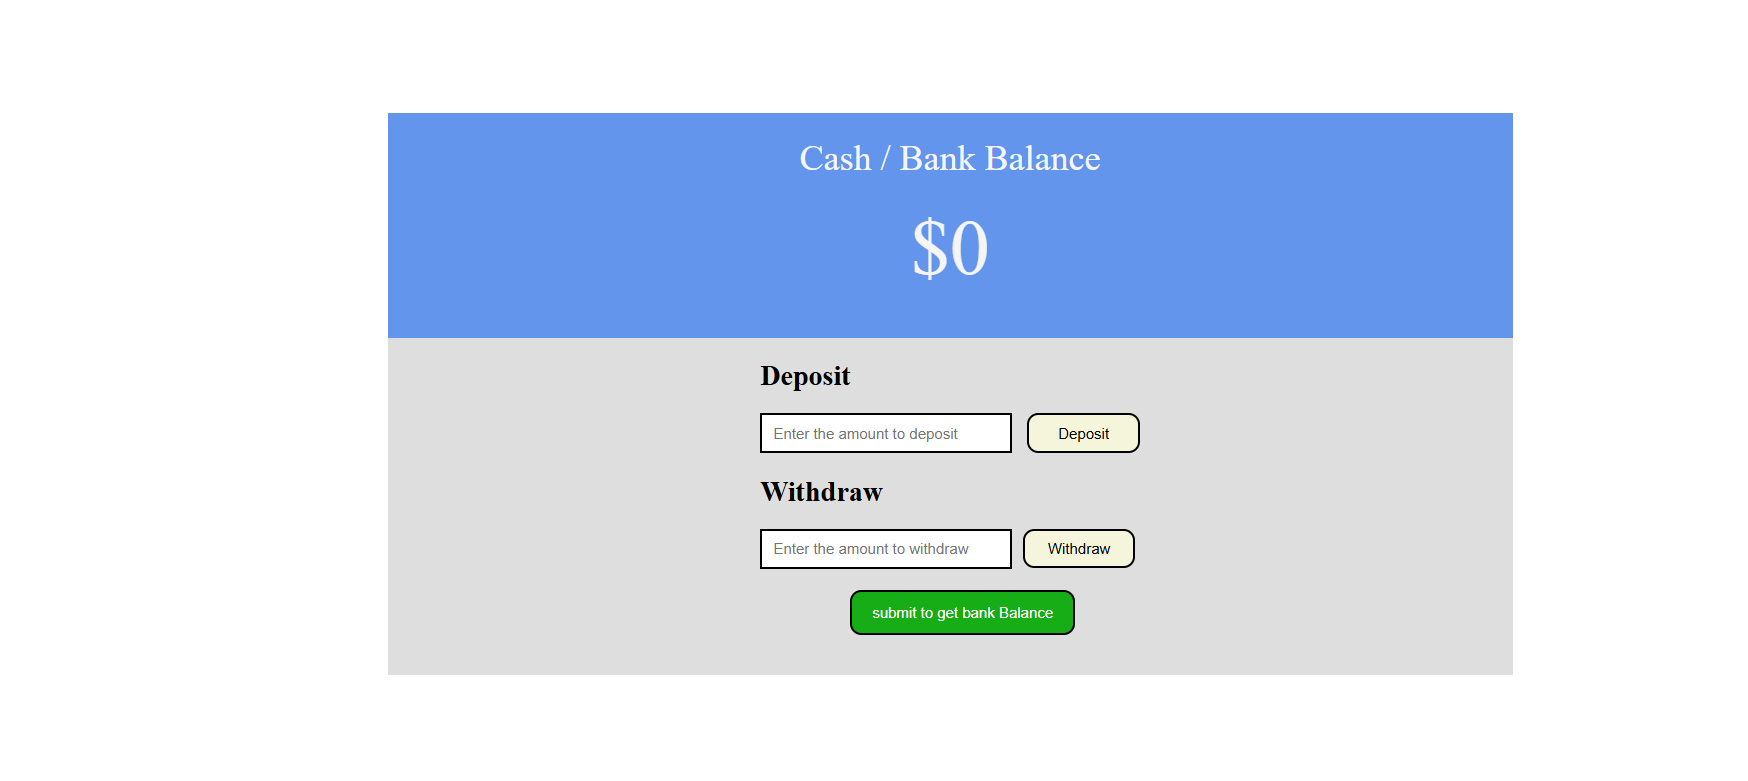 Cash / Bank Balance
$0
Deposit
Enter the amount to deposit Deposit
Withdraw
Enter the amount to withdraw Withdraw
submit to get bank Balance